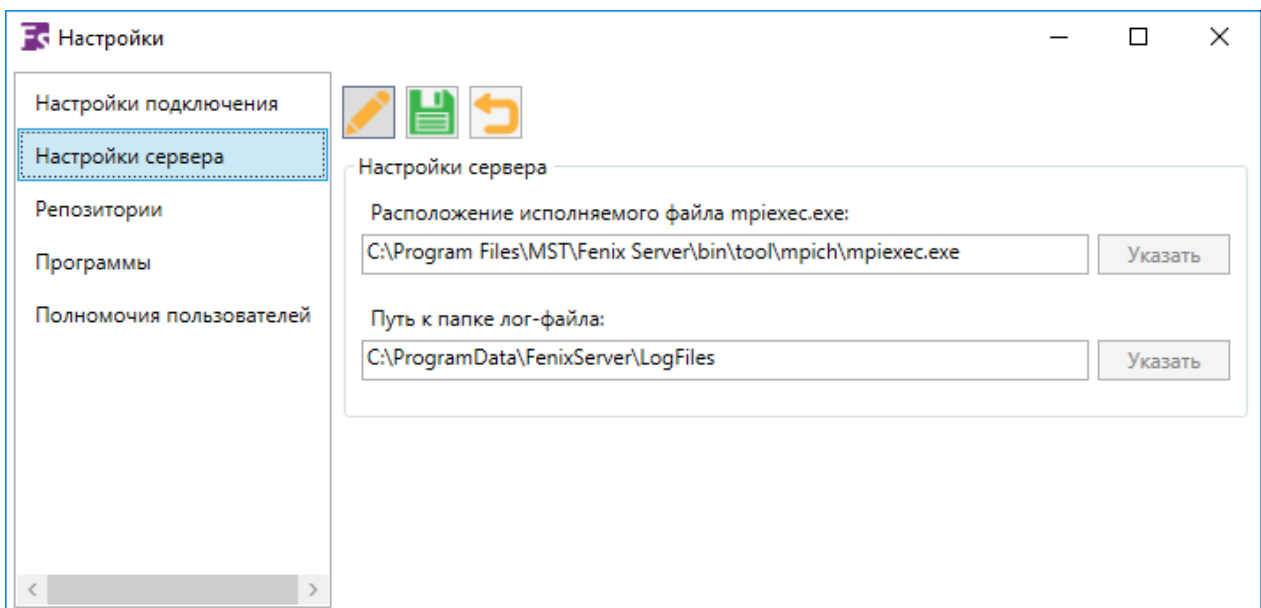 Fs Настройки
Настройки подключения
Настройки сервера
Репозитории
Программы
Полномочия пользователей
Настройки сервера
Расположение исполняемого файла mpiexec.exe:
C:\Program Files\MST\Fenix Server\bin\tool\mpich\mpiexec.exe
Указать
Путь к папке лог-файла:
C:\ProgramData\FenixServer\LogFiles
Указать